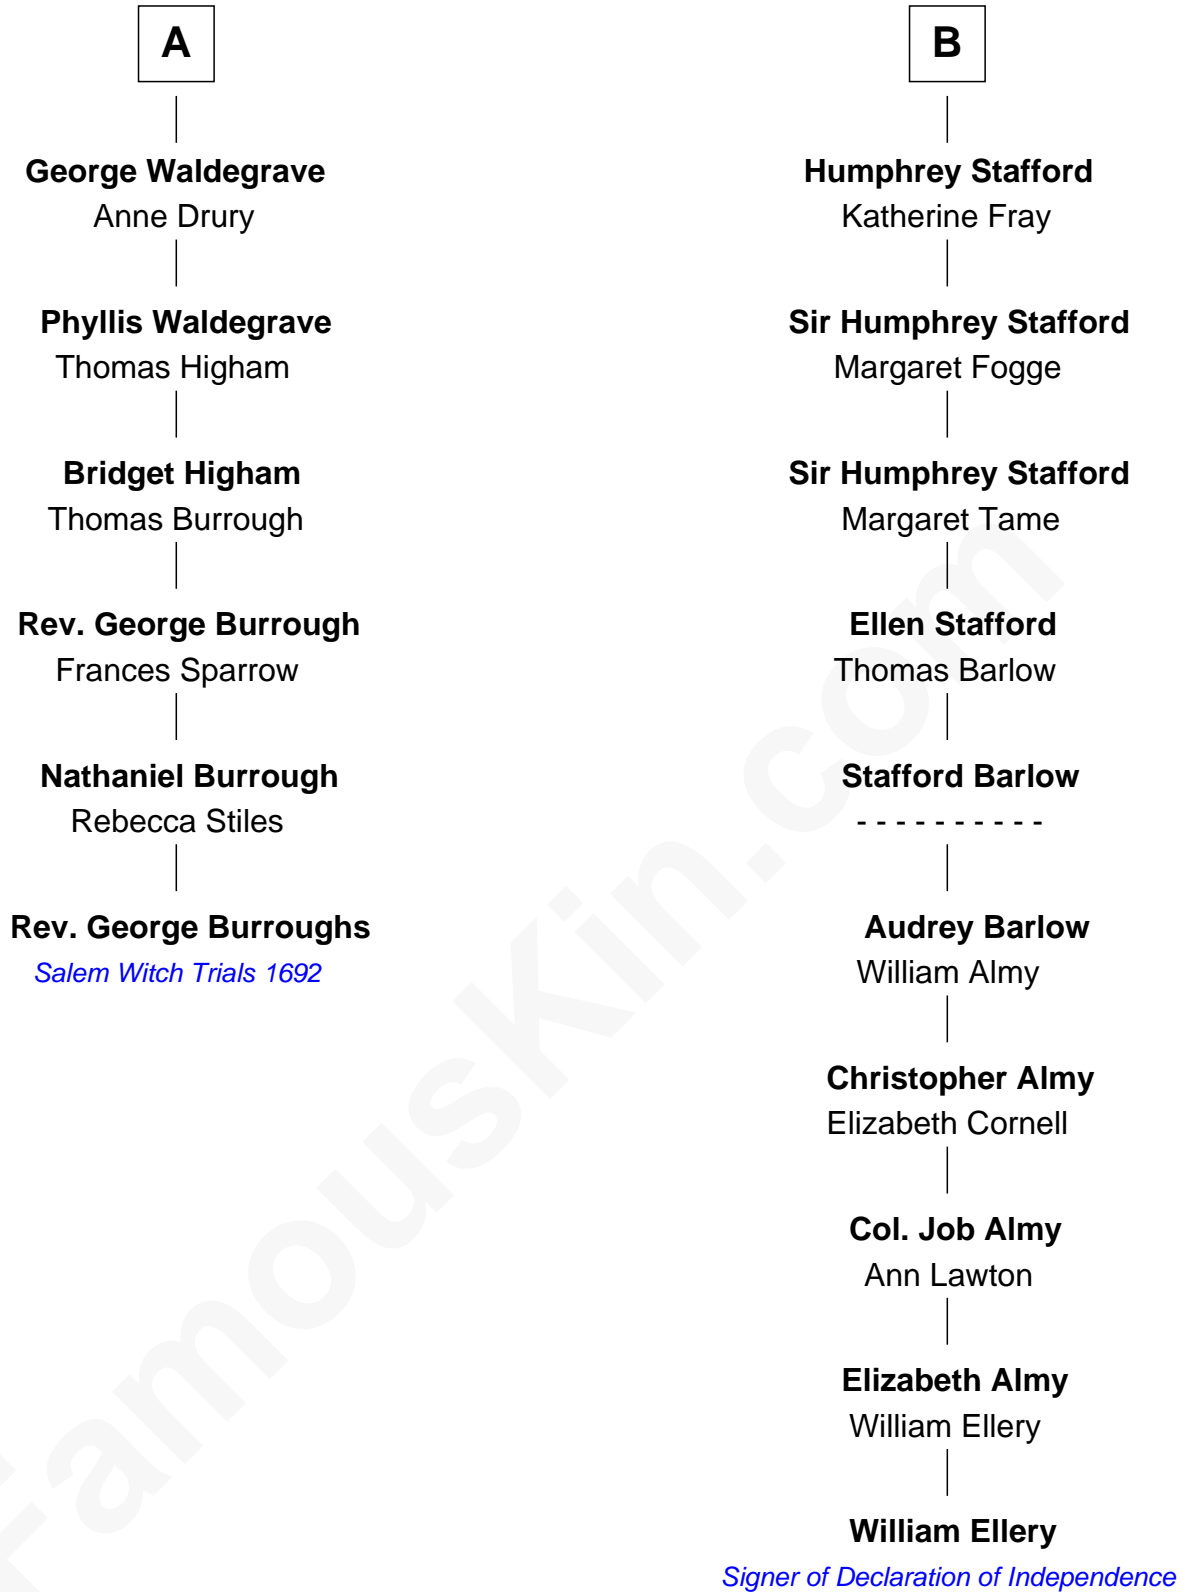 A
George Waldegrave
Anne Drury
Phyllis Waldegrave
Thomas Higham
Bridget Higham
Thomas Burrough
Rev. George Burrough
Frances Sparrow
Nathaniel Burrough
Rebecca Stiles
Rev. George Burroughs
Salem Witch Trials 1692
B
Humphrey Stafford
Katherine Fray
Sir Humphrey Stafford
Margaret Fogge
Sir Humphrey Stafford
Margaret Tame
Ellen Stafford
Thomas Barlow
Stafford Barlow
- - - - - - - - - -
Audrey Barlow
William Almy
Christopher Almy
Elizabeth Cornell
Col. Job Almy
Ann Lawton
Elizabeth Almy
William Ellery
William Ellery
Signer of Declaration of Independence
FamousKin.com